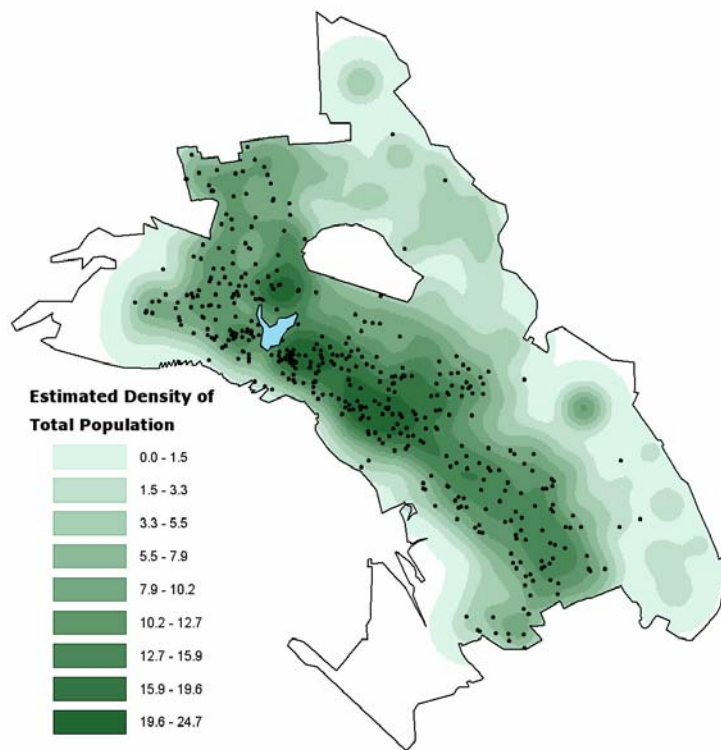 Estimated Density of
Total Population
0.0 - 1.5
1.5 - 3.3
3.3 - 5.5
5.5 - 7.9
7.9 - 10.2
10.2 - 12.7
12.7 - 15.9
15.9 - 19.6
19.6 - 24.7